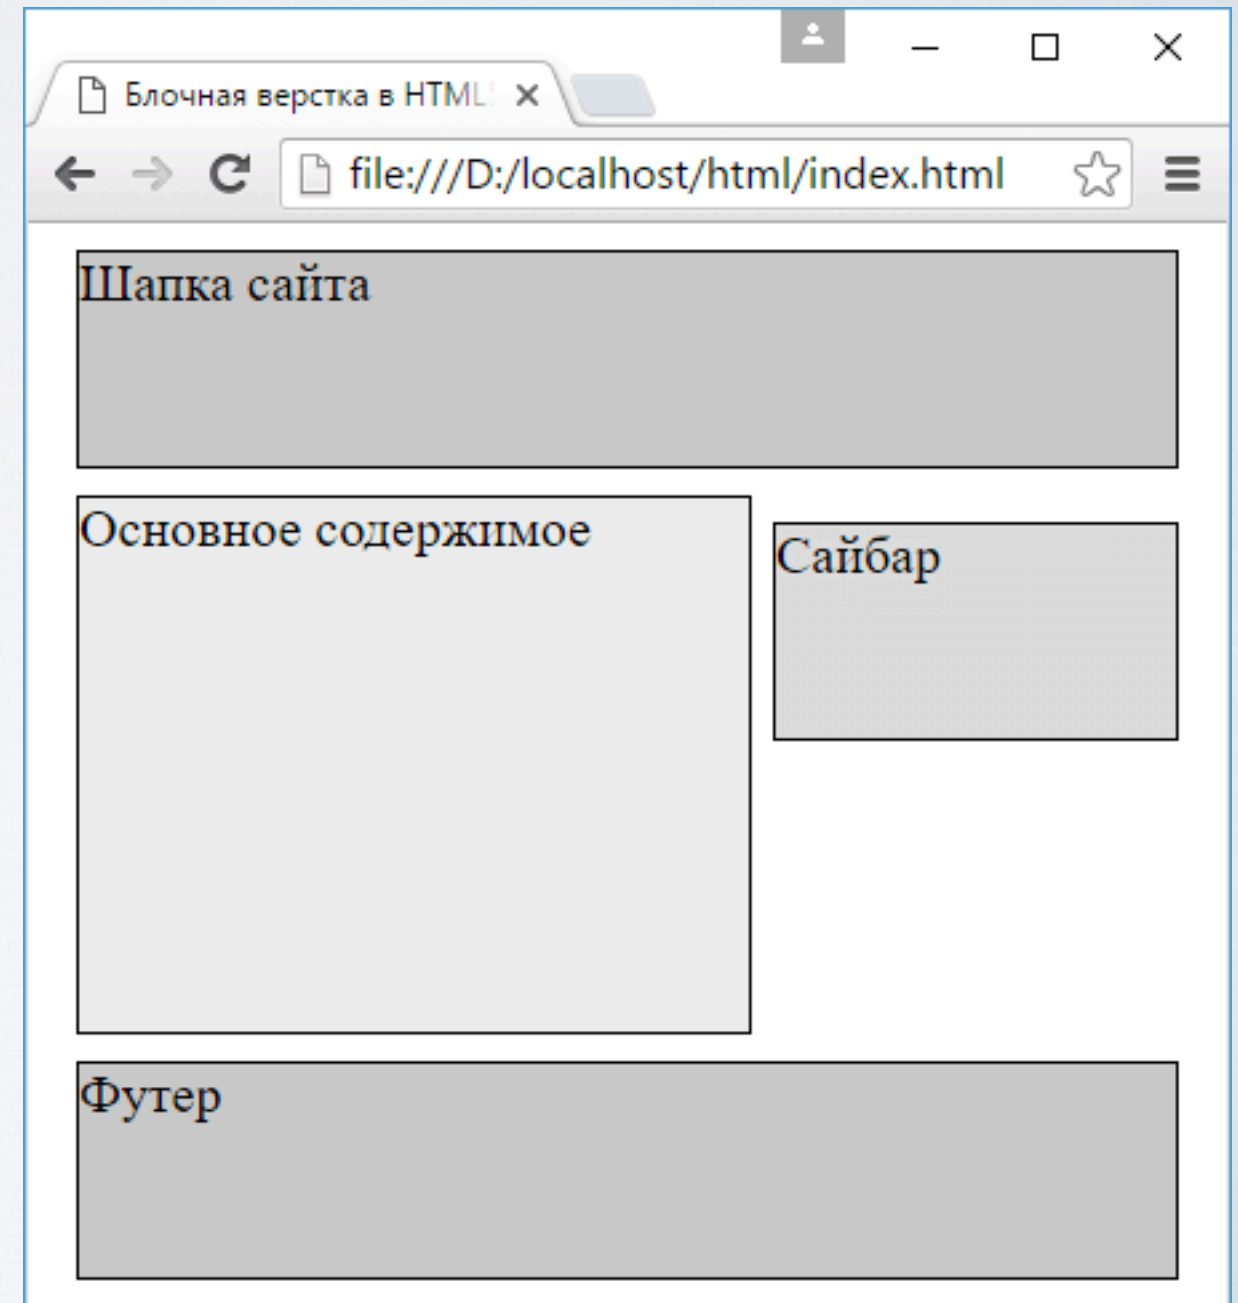 Блочная верстка в HTML
file:///D:/localhost/html/index.html
Шапка сайта
Основное содержимое
Сайбар
Футер